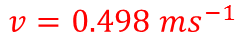 v = 0.498 ms⁻¹